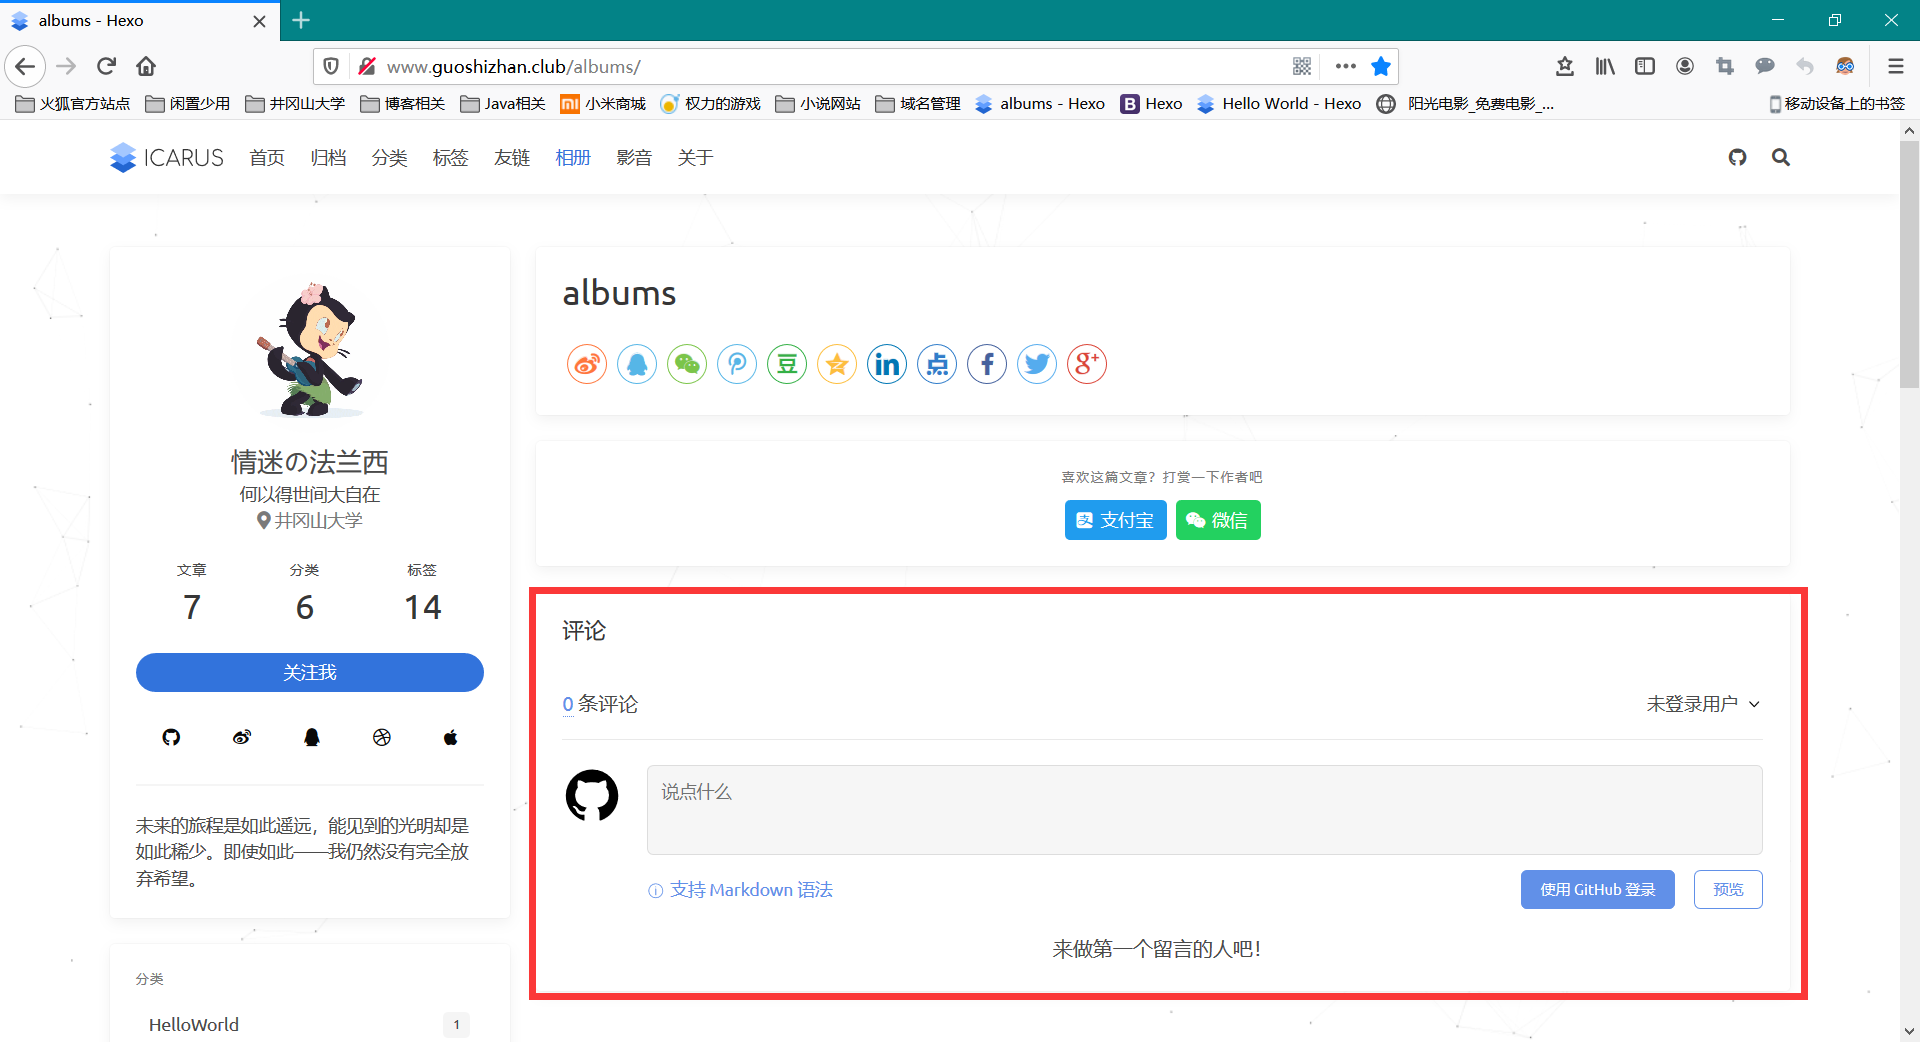 albums - Hexo
www.guoshizhan.club/albums/
火狐官方站点 闲置少用 井冈山大学 博客相关 Java相关 小米商城 权力的游戏 小说网站 域名管理 albums - Hexo Hexo Hello World - Hexo 阳光电影_免费电影_... 移动设备上的书签
ICARUS 首页 归档 分类 标签 友链 相册 影音 关于
albums
豆 in 点 f g+
情迷の法兰西
何以得世间大自在
井冈山大学
文章 分类 标签
7 6 14
关注我
未来的旅程是如此遥远，能见到的光明却是
如此稀少。即使如此——我仍然没有完全放
弃希望。
分类
HelloWorld 1
喜欢这篇文章？打赏一下作者吧
支付宝 微信
评论
0 条评论 未登录用户
说点什么
支持 Markdown 语法 使用 GitHub 登录 预览
来做第一个留言的人吧！